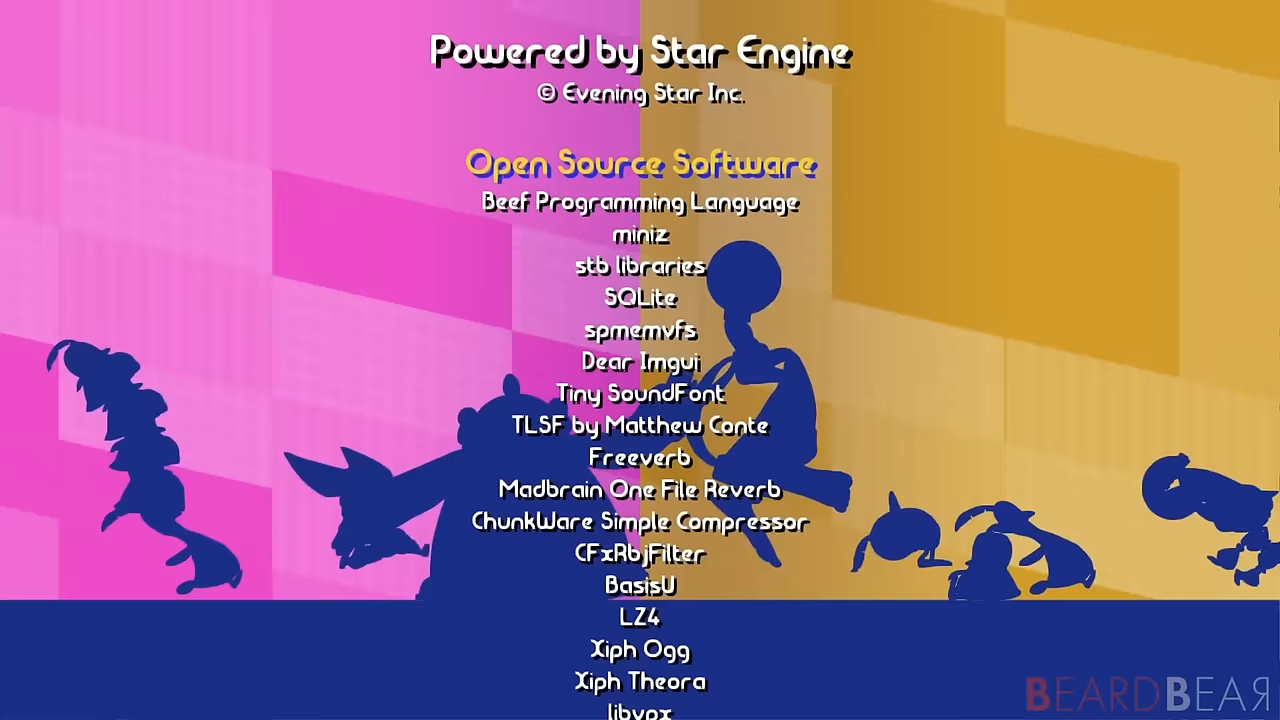 Powered by Star Engine
© Evening Star Inc.
Open Source Software
Beef Programming Language
miniz
stb libraries
SQLite
spmemvfs
Dear Imgui
Tiny SoundFont
TLSF by Matthew Conte
Freeverb
Madbrain One File Reverb
ChunkWare Simple Compressor
CFxRbjFilter
BasisU
LZ4
Xiph Ogg
Xiph Theora
libvpx
BEARDBEAЯ